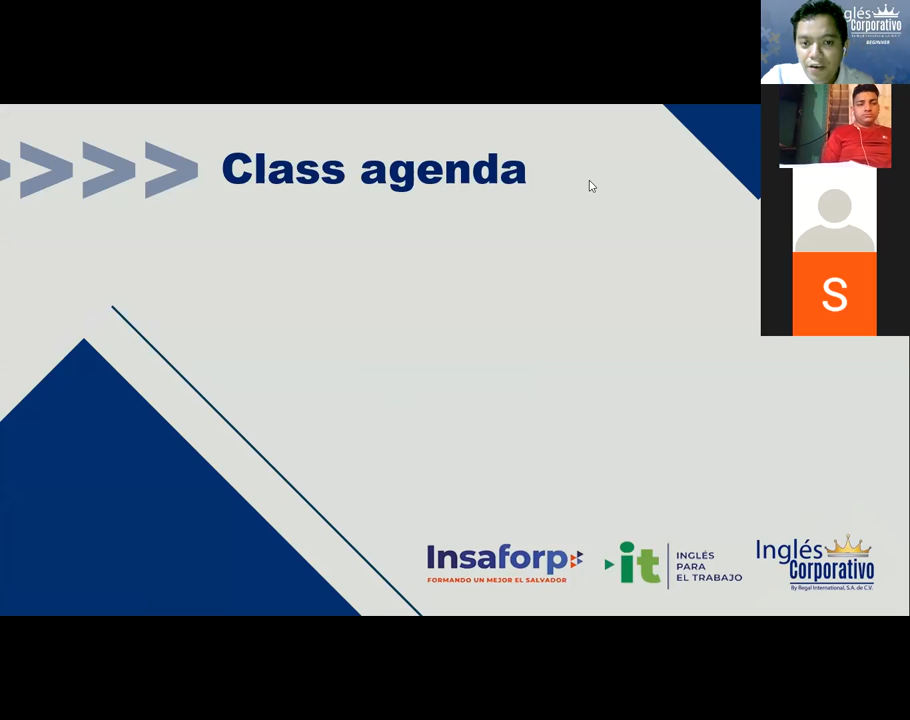 Inglés
Corporativo
BEGINNER
>>>> Class agenda
S
Insaforp
FORMANDO UN MEJOR EL SALVADOR
it
INGLÉS
PARA
EL TRABAJO
Inglés
Corporativo
By Regal International, S.A. de C.V.